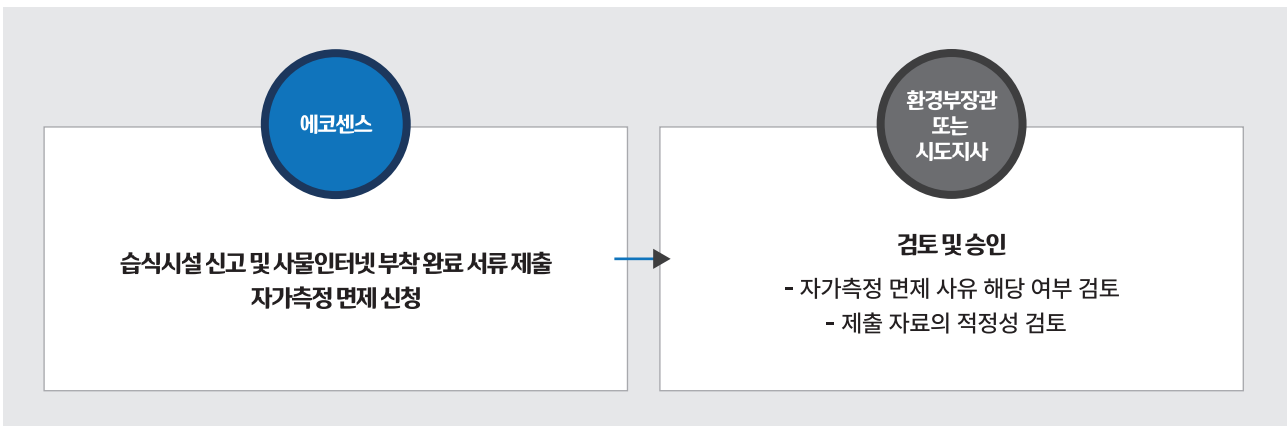 에코센스
습식시설 신고 및 사물인터넷 부착 완료 서류 제출
자가측정 면제 신청
환경부장관
또는
시도지사
검토 및 승인
- 자가측정 면제 사유 해당 여부 검토
- 제출 자료의 적정성 검토